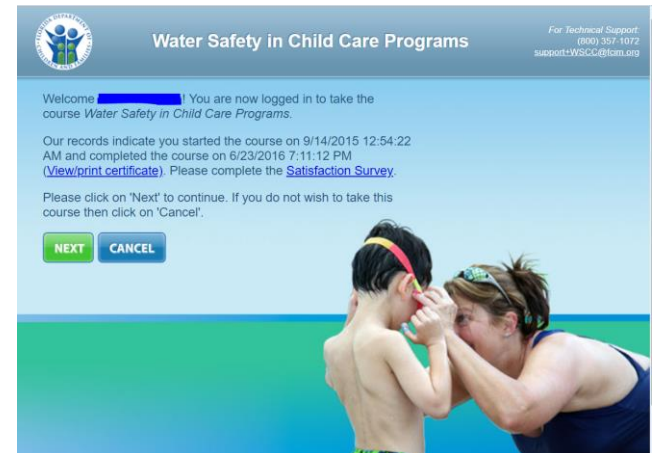 Water Safety in Child Care Programs
For Technical Support:
(800) 357-1072
support+WSCC@fcim.org
Welcome ! You are now logged in to take the
course Water Safety in Child Care Programs.
Our records indicate you started the course on 9/14/2015 12:54:22
AM and completed the course on 6/23/2016 7:11:12 PM
(View/print certificate). Please complete the Satisfaction Survey.
Please click on 'Next' to continue. If you do not wish to take this
course then click on 'Cancel'.
NEXT
CANCEL